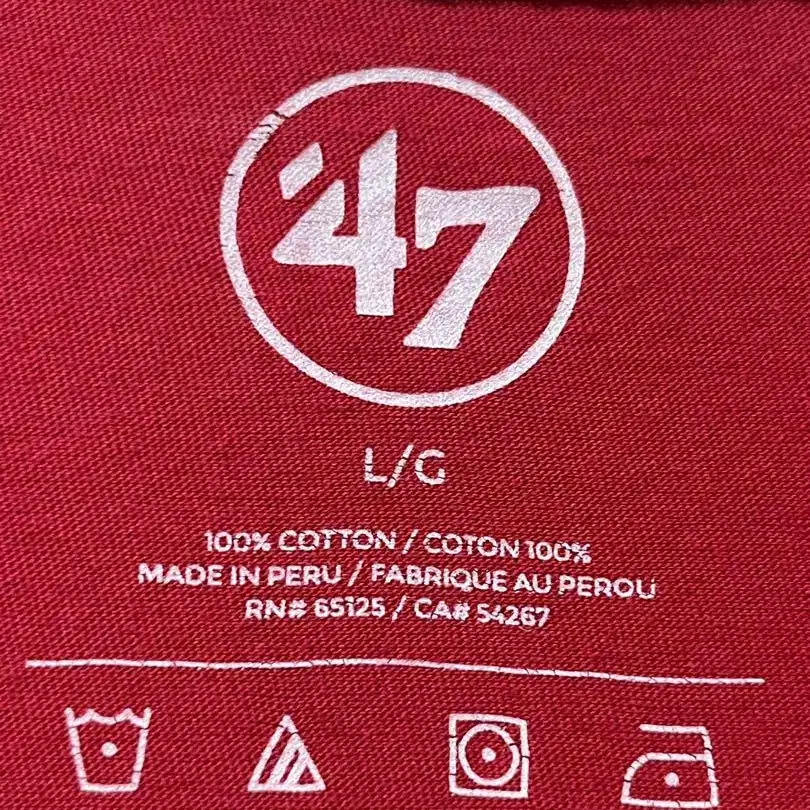 '47
L/G
100% COTTON / COTON 100%
MADE IN PERU / FABRIQUE AU PEROU
RN# 65125 / CA# 54267